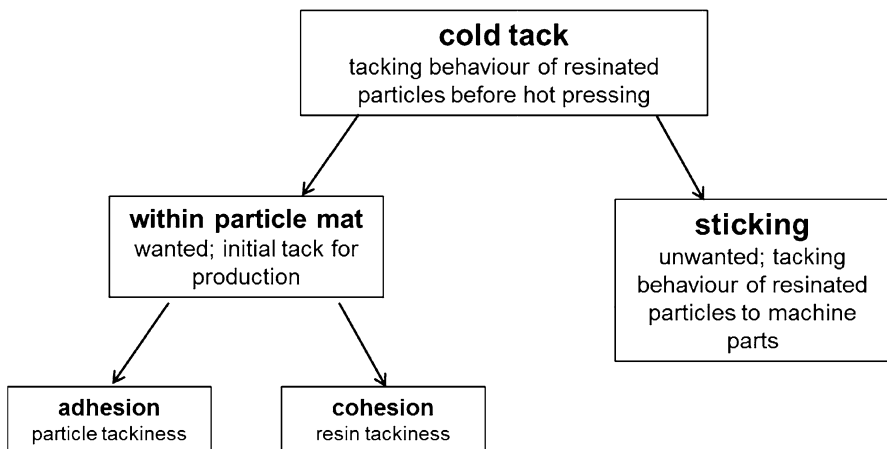 cold tack
tacking behaviour of resinated
particles before hot pressing
within particle mat
wanted; initial tack for
production
sticking
unwanted; tacking
behaviour of resinated
particles to machine
parts
adhesion
particle tackiness
cohesion
resin tackiness